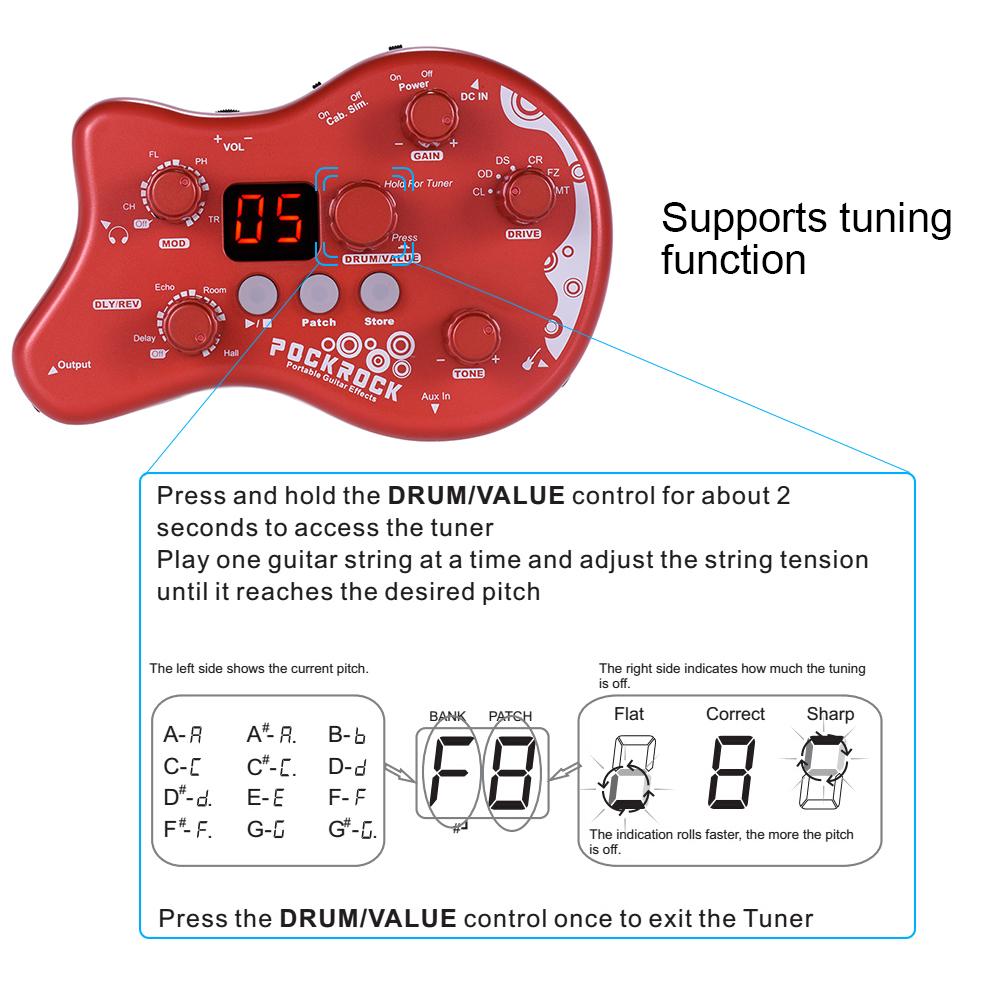 On Off
Power
DC IN
On Off
Cab. Sim.
+ VOL −
− GAIN +
FL PH
CH TR
Off
MOD
05
Hold For Tuner
Press
DRUM/VALUE
DS CR
OD FZ
CL MT
DRIVE
Supports tuning
function
DLY/REV
Echo Room
Delay Hall
Off
▶/■
Patch
Store
POCKROCK
Portable Guitar Effects
− TONE +
Output
Aux In
Press and hold the DRUM/VALUE control for about 2
seconds to access the tuner
Play one guitar string at a time and adjust the string tension
until it reaches the desired pitch
The left side shows the current pitch.
The right side indicates how much the tuning
is off.
BANK PATCH
Flat Correct Sharp
A-A A#-A. B-b
C-C C#-C. D-d
D#-d. E-E F-F
F#-F. G-G G#-G.
F8
#
8
The indication rolls faster, the more the pitch
is off.
Press the DRUM/VALUE control once to exit the Tuner